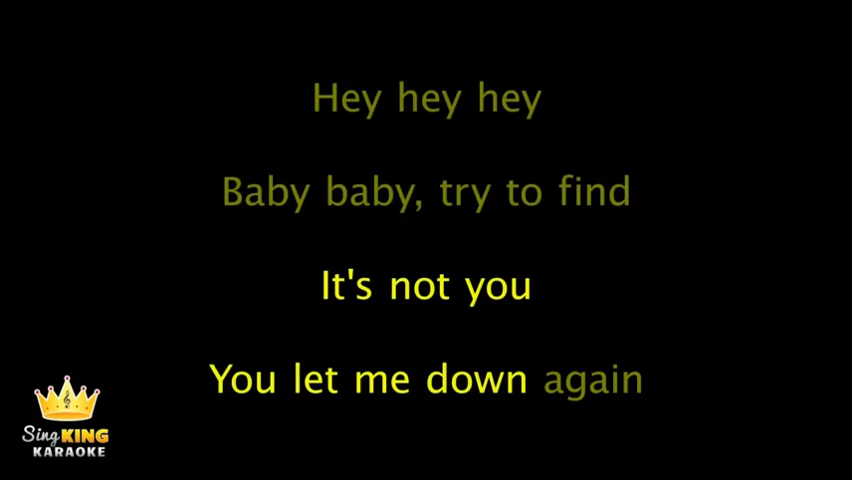 Hey hey hey
Baby baby, try to find
It's not you
You let me down again
Sing KING
KARAOKE